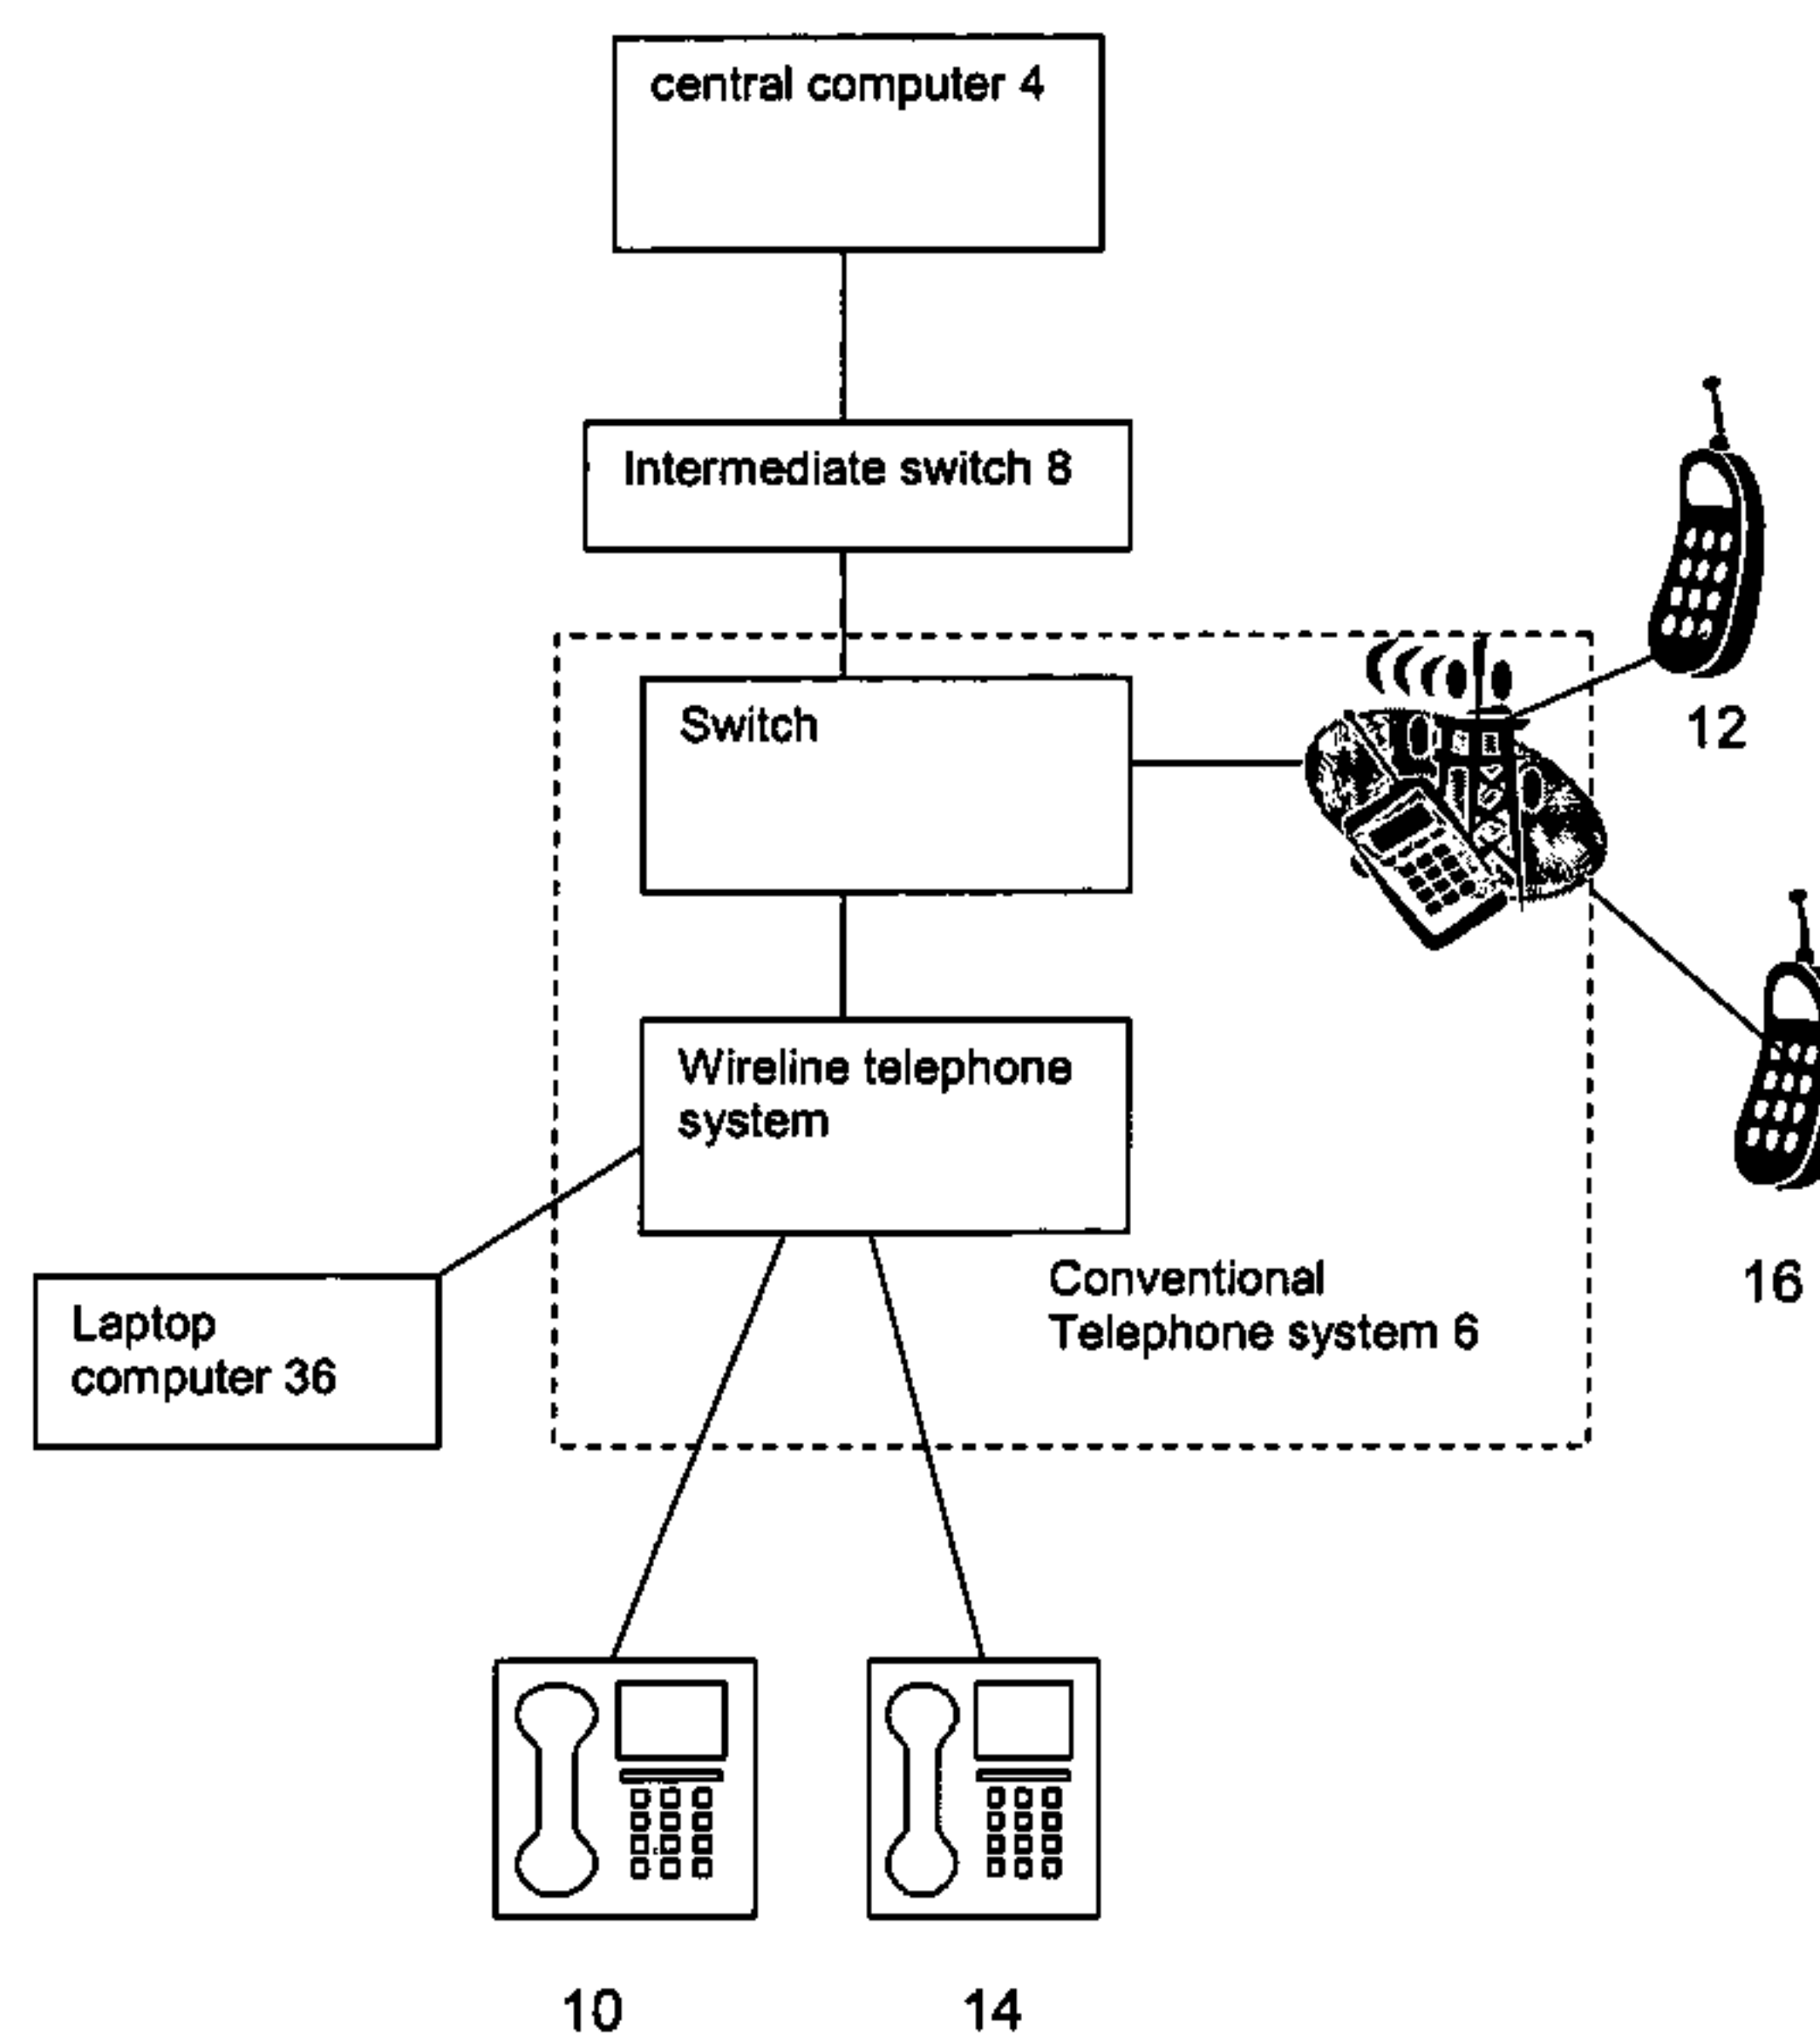 central computer 4
Intermediate switch 8
Switch
12
Wireline telephone
system
Conventional
Telephone system 6
16
Laptop
computer 36
10
14